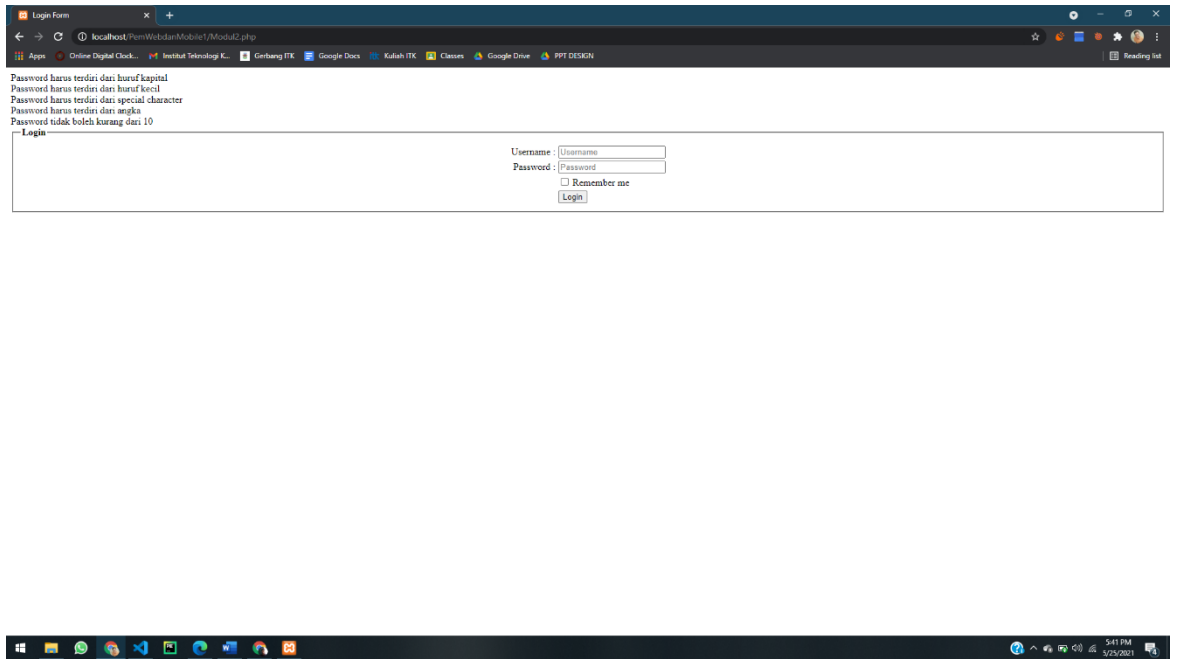 Login Form
localhost/PemWebdanMobile1/Modul2.php
Apps Online Digital Clock... Institut Teknologi K... Gerbang ITK Google Docs Kuliah ITK Classes Google Drive PPT DESIGN Reading list
Password harus terdiri dari huruf kapital
Password harus terdiri dari huruf kecil
Password harus terdiri dari special character
Password harus terdiri dari angka
Password tidak boleh kurang dari 10
Login
Username : Username
Password : Password
Remember me
Login
5:41 PM
5/25/2021